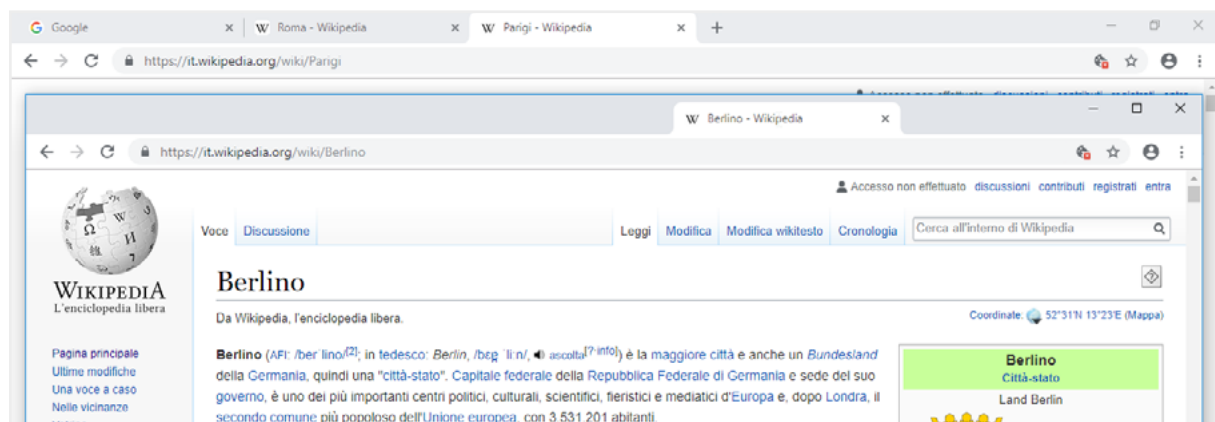 Google
Roma - Wikipedia
Parigi - Wikipedia
https://it.wikipedia.org/wiki/Parigi
Berlino - Wikipedia
https://it.wikipedia.org/wiki/Berlino
Accesso non effettuato discussioni contributi registrati entra
Voce Discussione Leggi Modifica Modifica wikitesto Cronologia Cerca all'interno di Wikipedia
WIKIPEDIA
L'enciclopedia libera
Berlino
Da Wikipedia, l'enciclopedia libera.
Coordinate: 52°31′N 13°23′E (Mappa)
Pagina principale
Ultime modifiche
Una voce a caso
Nelle vicinanze
Berlino (AFI: /ber ˈlino/[2]; in tedesco: Berlin, ascolta[?·info]) è la maggiore città e anche un Bundesland
della Germania, quindi una "città-stato". Capitale federale della Repubblica Federale di Germania e sede del suo
governo, è uno dei più importanti centri politici, culturali, scientifici, fieristici e mediatici d'Europa e, dopo Londra, il
secondo comune più popoloso dell'Unione europea, con 3 531 201 abitanti.
Berlino
Città-stato
Land Berlin